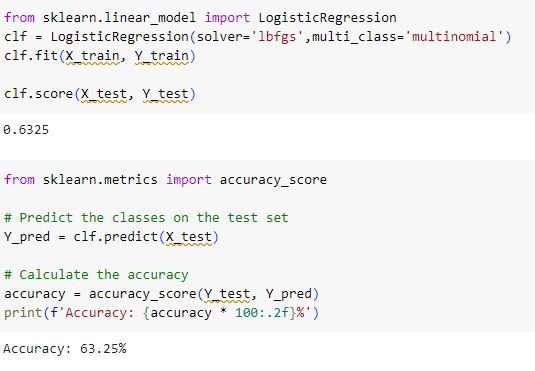 from sklearn.linear_model import LogisticRegression
clf = LogisticRegression(solver='lbfgs',multi_class='multinomial')
clf.fit(X_train, Y_train)
clf.score(X_test, Y_test)
0.6325
from sklearn.metrics import accuracy_score
# Predict the classes on the test set
Y_pred = clf.predict(X_test)
# Calculate the accuracy
accuracy = accuracy_score(Y_test, Y_pred)
print(f'Accuracy: {accuracy * 100:.2f}%')
Accuracy: 63.25%